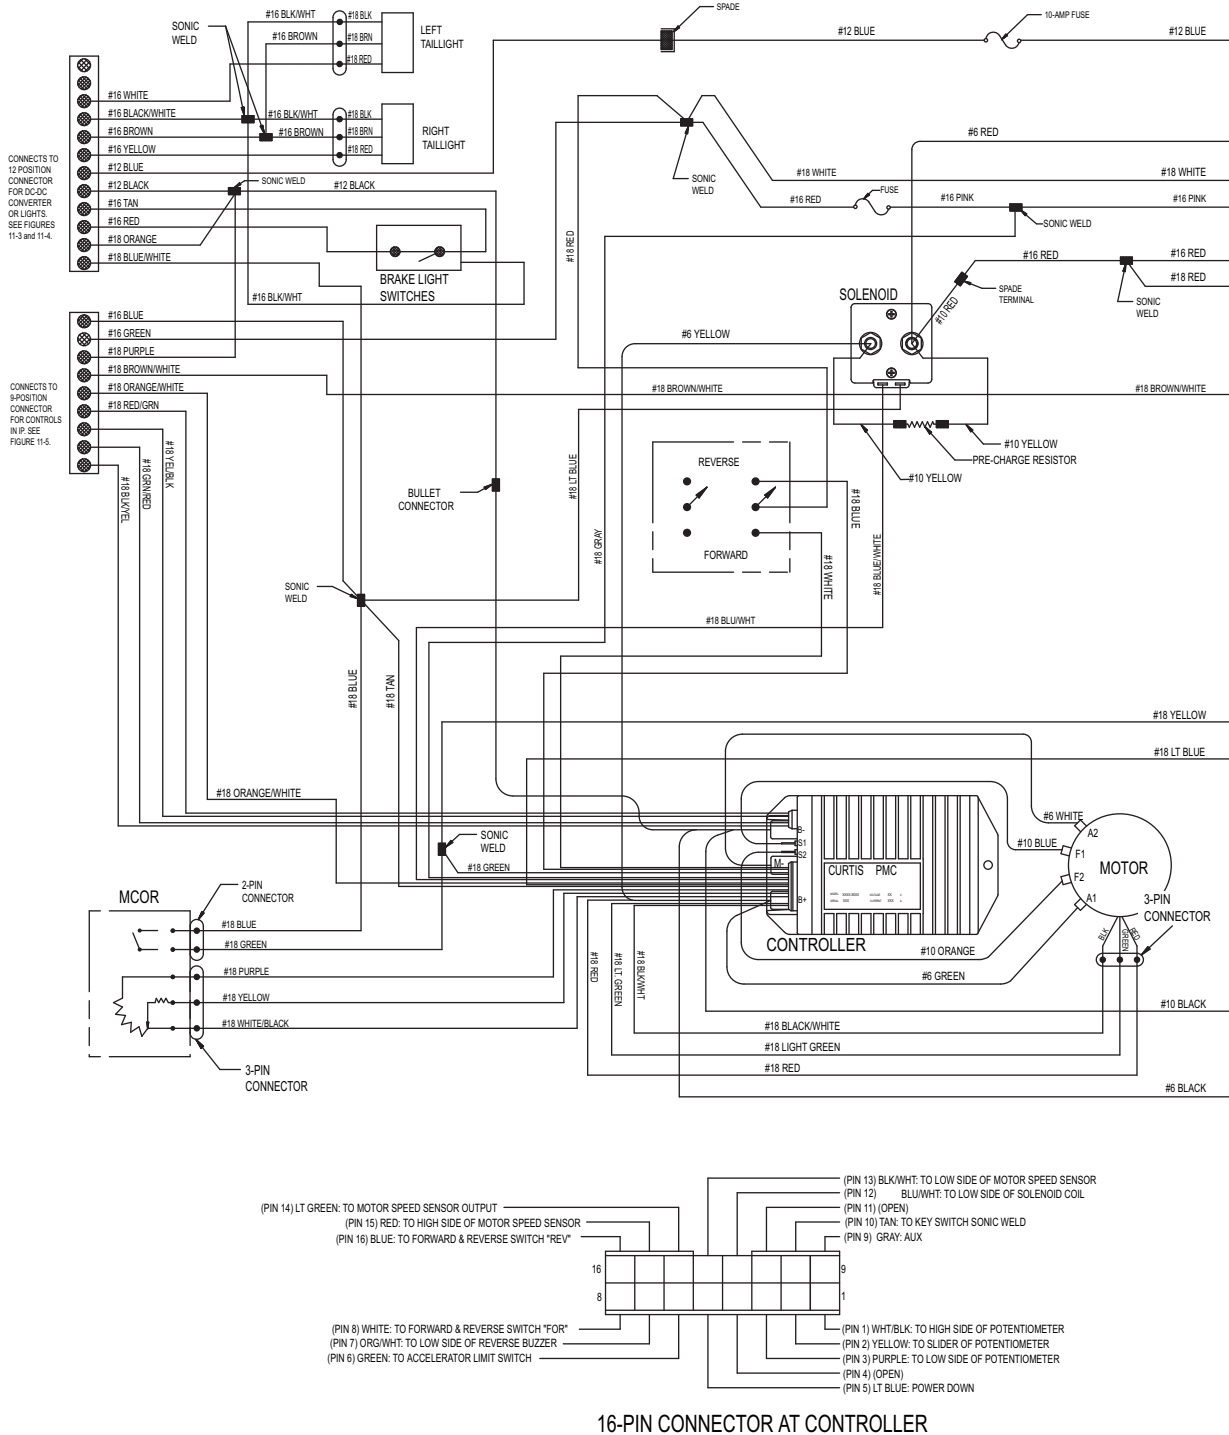 SPADE
#12 BLUE
10-AMP FUSE
#12 BLUE
SONIC
WELD
#16 BLK/WHT
#18 BLK
#16 BROWN
#18 BRN
#18 RED
LEFT
TAILLIGHT
#16 WHITE
#16 BLACK/WHITE
#16 BLK/WHT
#18 BLK
#16 BROWN
#16 BROWN
#18 BRN
#16 YELLOW
#18 RED
RIGHT
TAILLIGHT
#12 BLUE
#12 BLACK
SONIC WELD
#12 BLACK
#16 TAN
#16 RED
#18 ORANGE
#18 BLUE/WHITE
CONNECTS TO
12 POSITION
CONNECTOR
FOR DC-DC
CONVERTER
OR LIGHTS.
SEE FIGURES
11-3 and 11-4.
BRAKE LIGHT
SWITCHES
#16 BLK/WHT
#6 RED
SONIC
WELD
#18 WHITE
#18 WHITE
#16 RED
FUSE
#16 PINK
#16 PINK
SONIC WELD
#18 RED
#16 RED
#16 RED
#18 RED
SPADE
TERMINAL
SONIC
WELD
#10 RED
SOLENOID
#6 YELLOW
#16 BLUE
#16 GREEN
#18 PURPLE
#18 BROWN/WHITE
#18 BROWN/WHITE
#18 BROWN/WHITE
#18 ORANGE/WHITE
#18 RED/GRN
CONNECTS TO
9-POSITION
CONNECTOR
FOR CONTROLS
IN IP. SEE
FIGURE 11-5.
#18 YEL/BLK
#18 GRN/RED
#18 BLK/YEL
#10 YELLOW
PRE-CHARGE RESISTOR
#10 YELLOW
REVERSE
FORWARD
BULLET
CONNECTOR
#18 LT BLUE
#18 GRAY
#18 BLUE
#18 WHITE
#18 BLUE/WHITE
SONIC
WELD
#18 BLU/WHT
#18 BLUE
#18 TAN
#18 YELLOW
#18 LT BLUE
#18 ORANGE/WHITE
SONIC
WELD
#18 GREEN
B-
S1
S2
M-
B+
CURTIS PMC
CONTROLLER
#6 WHITE
#10 BLUE
A2
F1
F2
A1
MOTOR
3-PIN
CONNECTOR
BLK
GREEN
RED
#10 ORANGE
#6 GREEN
MCOR
2-PIN
CONNECTOR
#18 BLUE
#18 GREEN
#18 PURPLE
#18 YELLOW
#18 WHITE/BLACK
3-PIN
CONNECTOR
#18 RED
#18 LT. GREEN
#18 BLK/WHT
#10 BLACK
#18 BLACK/WHITE
#18 LIGHT GREEN
#18 RED
#6 BLACK
(PIN 13) BLK/WHT: TO LOW SIDE OF MOTOR SPEED SENSOR
(PIN 12) BLU/WHT: TO LOW SIDE OF SOLENOID COIL
(PIN 14) LT GREEN: TO MOTOR SPEED SENSOR OUTPUT
(PIN 11) (OPEN)
(PIN 15) RED: TO HIGH SIDE OF MOTOR SPEED SENSOR
(PIN 10) TAN: TO KEY SWITCH SONIC WELD
(PIN 16) BLUE: TO FORWARD & REVERSE SWITCH "REV"
(PIN 9) GRAY: AUX
16
9
8
1
(PIN 8) WHITE: TO FORWARD & REVERSE SWITCH "FOR"
(PIN 1) WHT/BLK: TO HIGH SIDE OF POTENTIOMETER
(PIN 7) ORG/WHT: TO LOW SIDE OF REVERSE BUZZER
(PIN 2) YELLOW: TO SLIDER OF POTENTIOMETER
(PIN 6) GREEN: TO ACCELERATOR LIMIT SWITCH
(PIN 3) PURPLE: TO LOW SIDE OF POTENTIOMETER
(PIN 4) (OPEN)
(PIN 5) LT BLUE: POWER DOWN
16-PIN CONNECTOR AT CONTROLLER